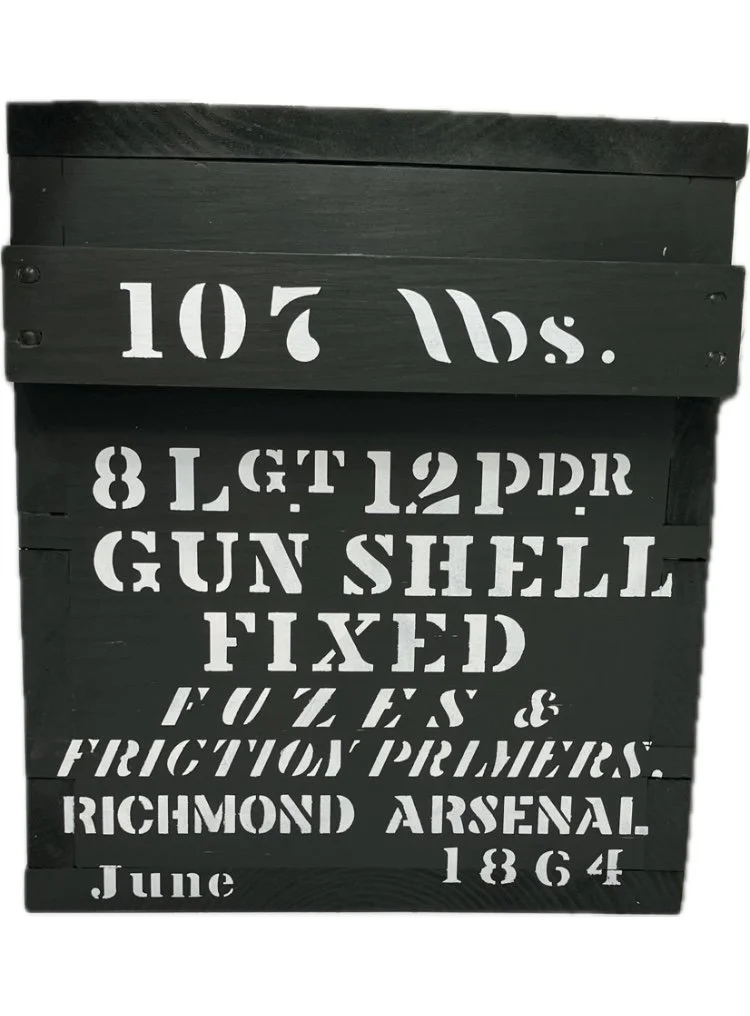 107 lbs.
8 LGT. 12 PDR.
GUN SHELL
FIXED
FUZES &
FRICTION PRIMERS.
RICHMOND ARSENAL
June 1864